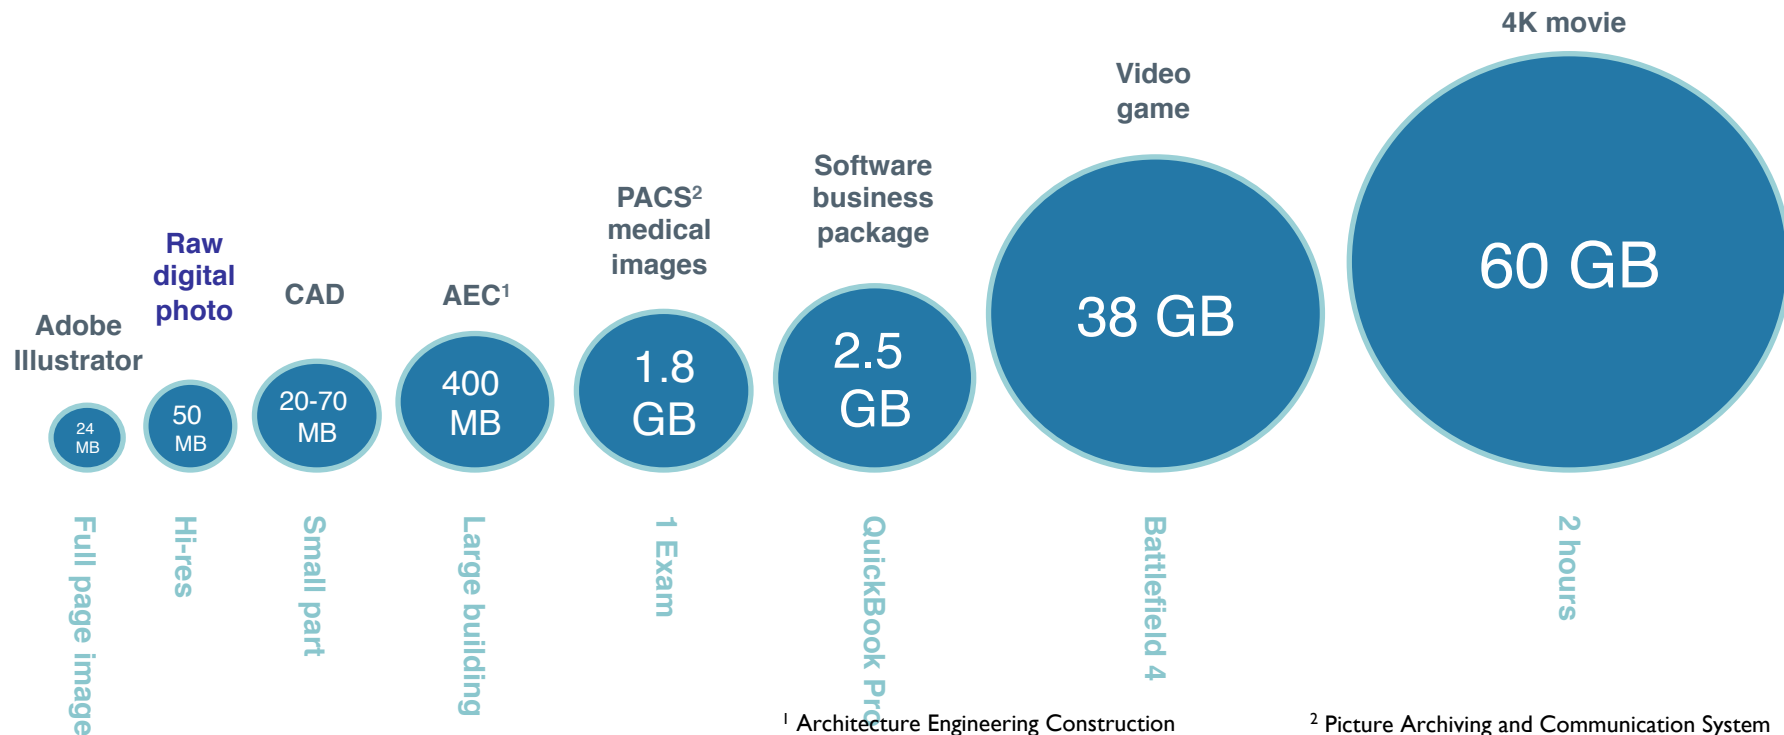 Adobe
Illustrator
24
MB
Full page image
Raw
digital
photo
50
MB
Hi-res
CAD
20-70
MB
Small part
AEC¹
400
MB
Large building
PACS²
medical
images
1.8
GB
1 Exam
Software
business
package
2.5
GB
QuickBook Pro
Video
game
38 GB
Battlefield 4
4K movie
60 GB
2 hours
¹ Architecture Engineering Construction
² Picture Archiving and Communication System